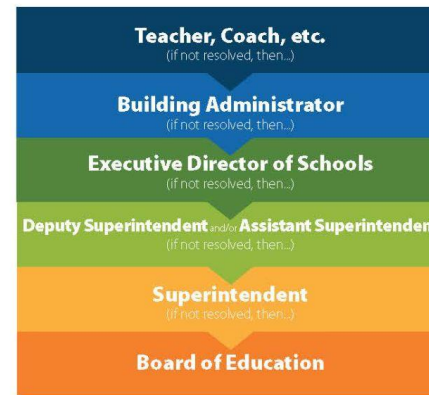 Teacher, Coach, etc.
(if not resolved, then...)
Building Administrator
(if not resolved, then...)
Executive Director of Schools
(if not resolved, then...)
Deputy Superintendent and/or Assistant Superintenden
(if not resolved, then...)
Superintendent
(if not resolved, then...)
Board of Education